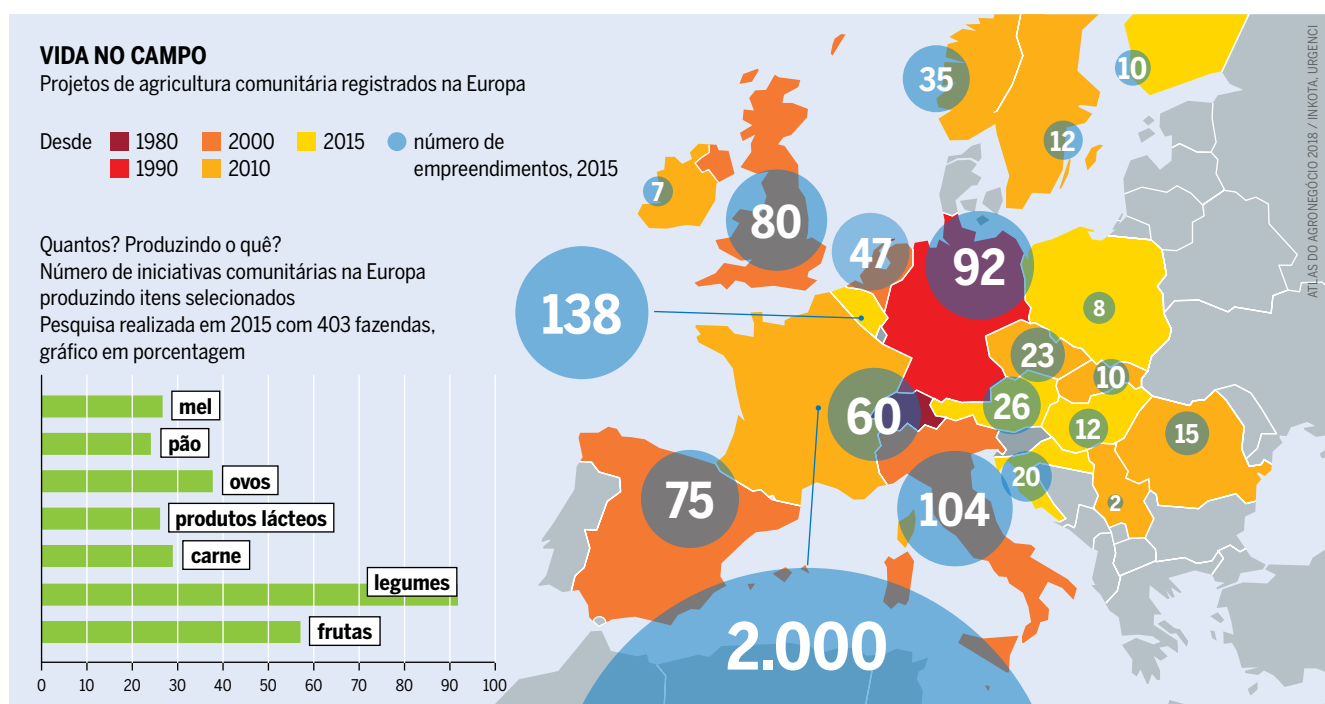 VIDA NO CAMPO
Projetos de agricultura comunitária registrados na Europa
Desde 1980 2000 2015 número de
1990 2010 empreendimentos, 2015
Quantos? Produzindo o quê?
Número de iniciativas comunitárias na Europa
produzindo itens selecionados
Pesquisa realizada em 2015 com 403 fazendas,
gráfico em porcentagem
mel
pão
ovos
produtos lácteos
carne
legumes
frutas
0 10 20 30 40 50 60 70 80 90 100
35
10
12
7
80
47
92
138
8
23
10
60
26
12
15
75
20
104
2
2.000
ATLAS DO AGRONEGÓCIO 2018 / INKOTA, URGENCI